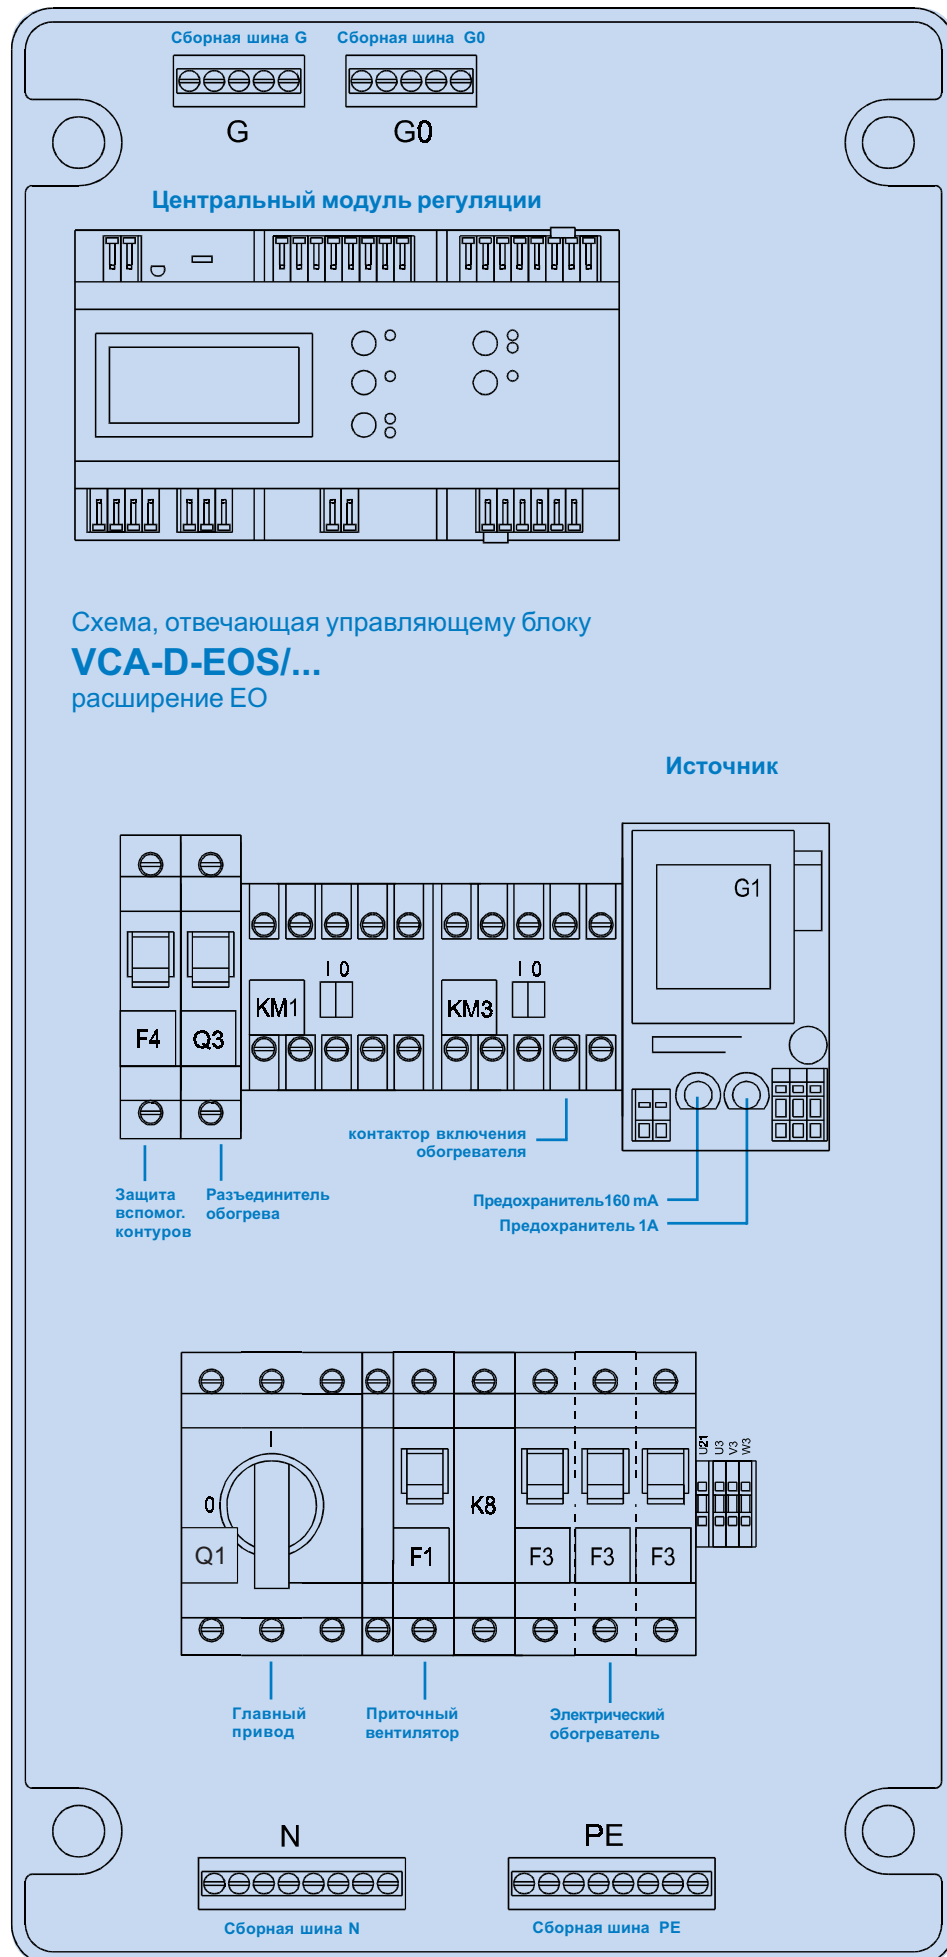 Сборная шина G
Сборная шина G0
G
G0
Центральный модуль регуляции
Схема, отвечающая управляющему блоку
VCA-D-EOS/...
расширение EO
Источник
G1
I 0
I 0
KM1
KM3
F4
Q3
контактор включения
обогревателя
Защита
вспомог.
контуров
Разъединитель
обогрева
Предохранитель160 mA
Предохранитель 1A
I
0
Q1
F1
K8
F3
F3
F3
U21
U3
V3
W3
Главный
привод
Приточный
вентилятор
Электрический
обогреватель
N
PE
Сборная шина N
Сборная шина PE